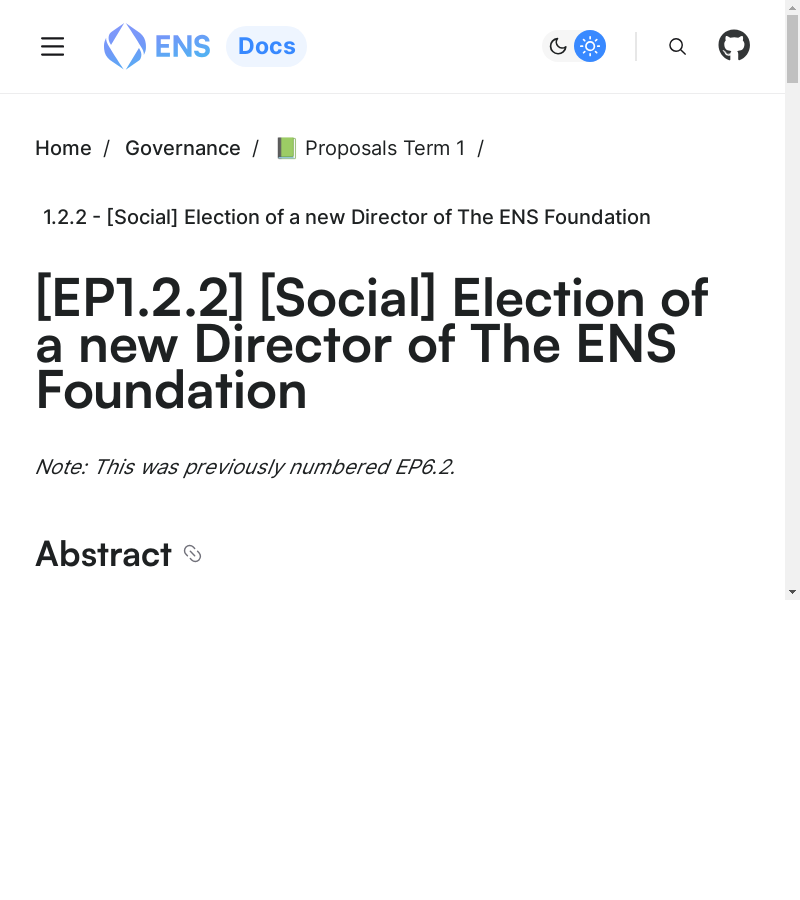 ENS Docs
Home / Governance / 📗 Proposals Term 1 /
1.2.2 - [Social] Election of a new Director of The ENS Foundation
[EP1.2.2] [Social] Election of
a new Director of The ENS
Foundation
Note: This was previously numbered EP6.2.
Abstract